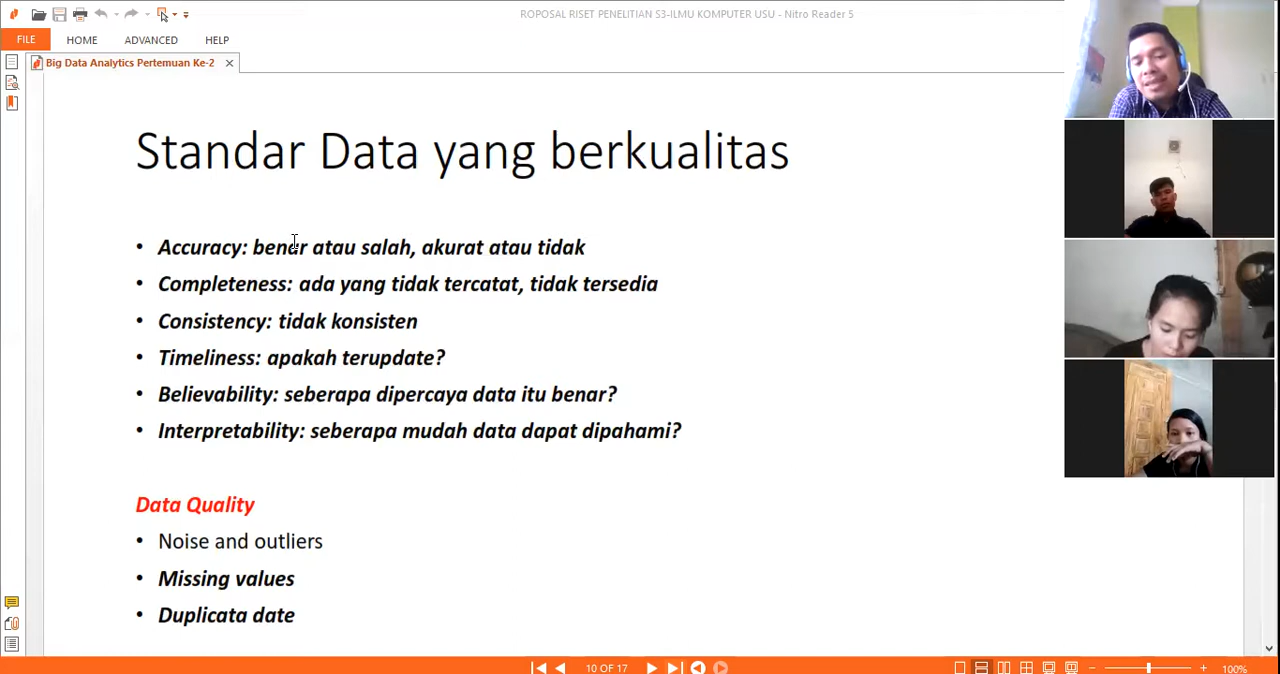 ROPOSAL RISET PENELITIAN S3-ILMU KOMPUTER USU - Nitro Reader 5
FILE HOME ADVANCED HELP
Big Data Analytics Pertemuan Ke-2
Standar Data yang berkualitas
• Accuracy: benar atau salah, akurat atau tidak
• Completeness: ada yang tidak tercatat, tidak tersedia
• Consistency: tidak konsisten
• Timeliness: apakah terupdate?
• Believability: seberapa dipercaya data itu benar?
• Interpretability: seberapa mudah data dapat dipahami?
Data Quality
• Noise and outliers
• Missing values
• Duplicata date
10 OF 17
100%